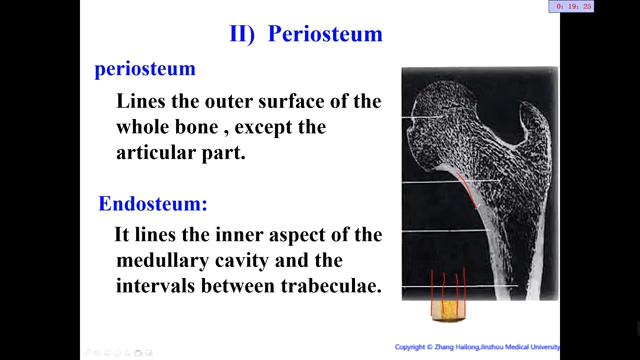 0: 19: 25
II) Periosteum
periosteum
Lines the outer surface of the
whole bone , except the
articular part.
Endosteum:
It lines the inner aspect of the
medullary cavity and the
intervals between trabeculae.
Copyright © Zhang Hailong,Jinzhou Medical University